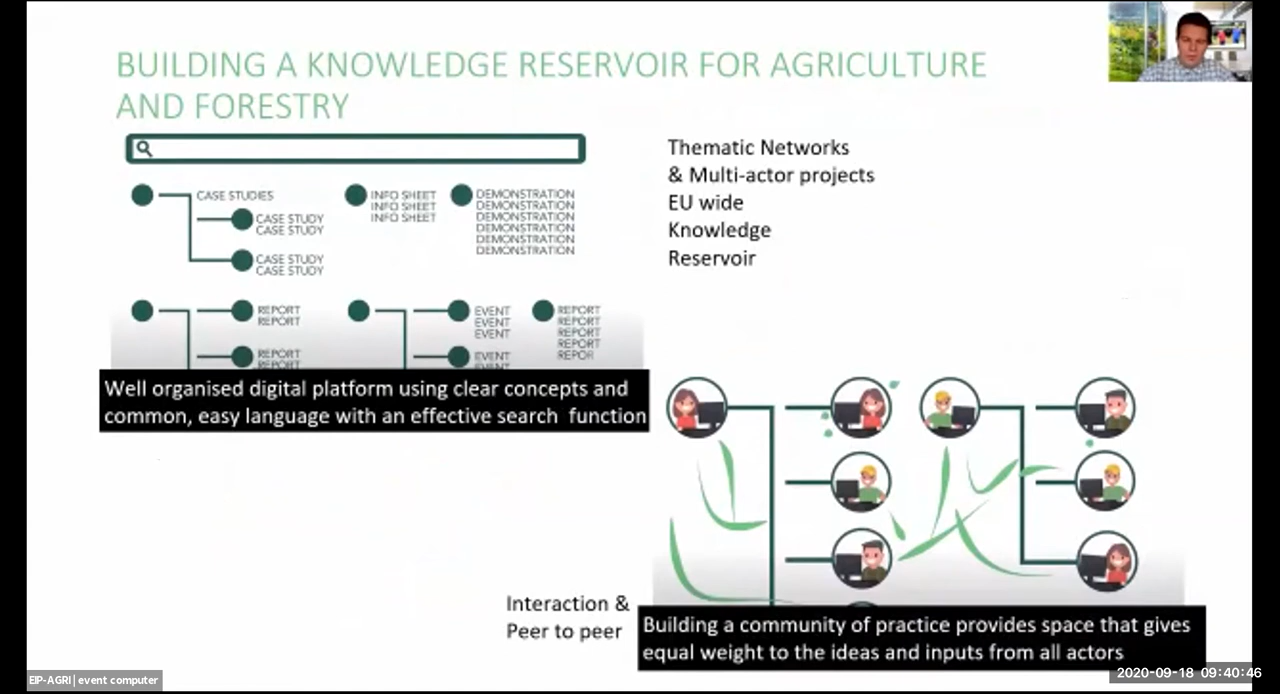 BUILDING A KNOWLEDGE RESERVOIR FOR AGRICULTURE
AND FORESTRY
CASE STUDIES
CASE STUDY
CASE STUDY
CASE STUDY
CASE STUDY
INFO SHEET
INFO SHEET
INFO SHEET
DEMONSTRATION
DEMONSTRATION
DEMONSTRATION
DEMONSTRATION
DEMONSTRATION
DEMONSTRATION
REPORT
REPORT
REPORT
REPORT
EVENT
EVENT
EVENT
EVENT
EVENT
REPORT
REPORT
REPORT
REPORT
REPOR
Well organised digital platform using clear concepts and
common, easy language with an effective search function
Thematic Networks
& Multi-actor projects
EU wide
Knowledge
Reservoir
Interaction &
Peer to peer
Building a community of practice provides space that gives
equal weight to the ideas and inputs from all actors
EIP-AGRI | event computer
2020-09-18 09:40:46